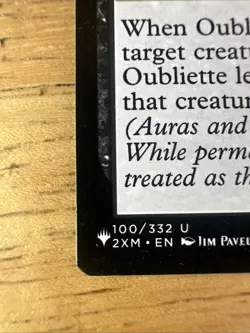 When Oubl
target creatu
Oubliette le
that creatur
(Auras and
While perm
treated as th
100/332 U
2XM • EN JIM PAVEL